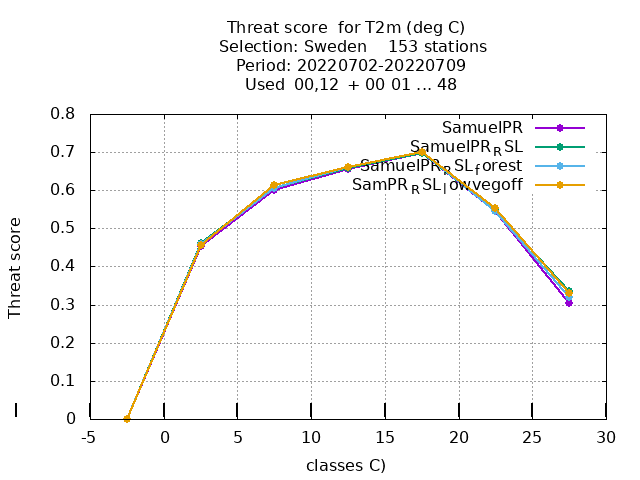 Threat score for T2m (deg C)
Selection: Sweden 153 stations
Period: 20220702-20220709
Used 00,12 + 00 01 ... 48
SamuelPR
SamuelPR_RSL
SamuelPR_RSL_forest
SamPR_RSL_lowvegoff
Threat score
0.8
0.7
0.6
0.5
0.4
0.3
0.2
0.1
0
-5 0 5 10 15 20 25 30
classes C)